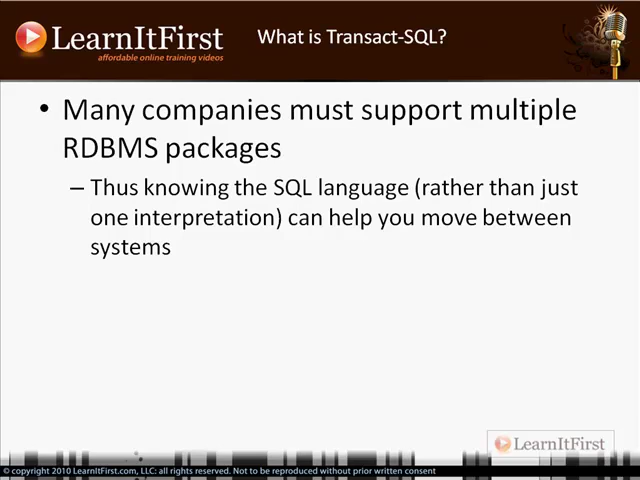 LearnItFirst
affordable online training videos
What is Transact-SQL?
• Many companies must support multiple
RDBMS packages
– Thus knowing the SQL language (rather than just
one interpretation) can help you move between
systems
LearnItFirst
© copyright 2010 LearnItFirst.com, LLC: all rights reserved. Not to be reproduced without prior written consent